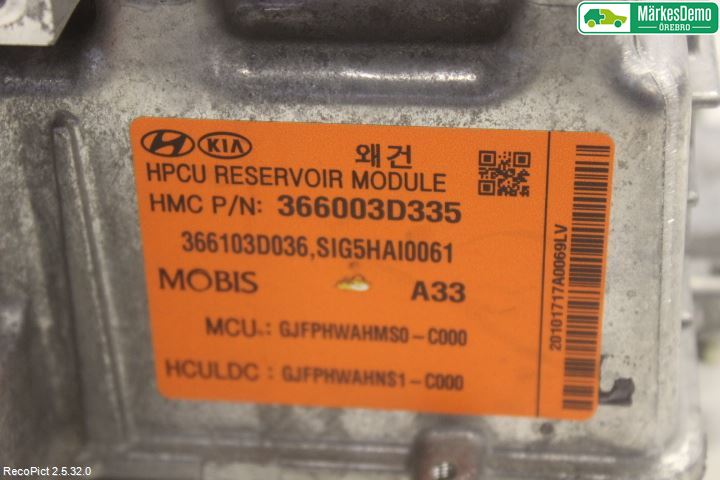 MärkesDemo
ÖREBRO
KIA
왜건
HPCU RESERVOIR MODULE
HMC P/N: 366003D335
366103D036,SIG5HAI0061
MOBIS A33
MCU : GJFPHWAHMS0-C000
HCULDC : GJFPHWAHNS1-C000
20101717A0069LV
RecoPict 2.5.32.0